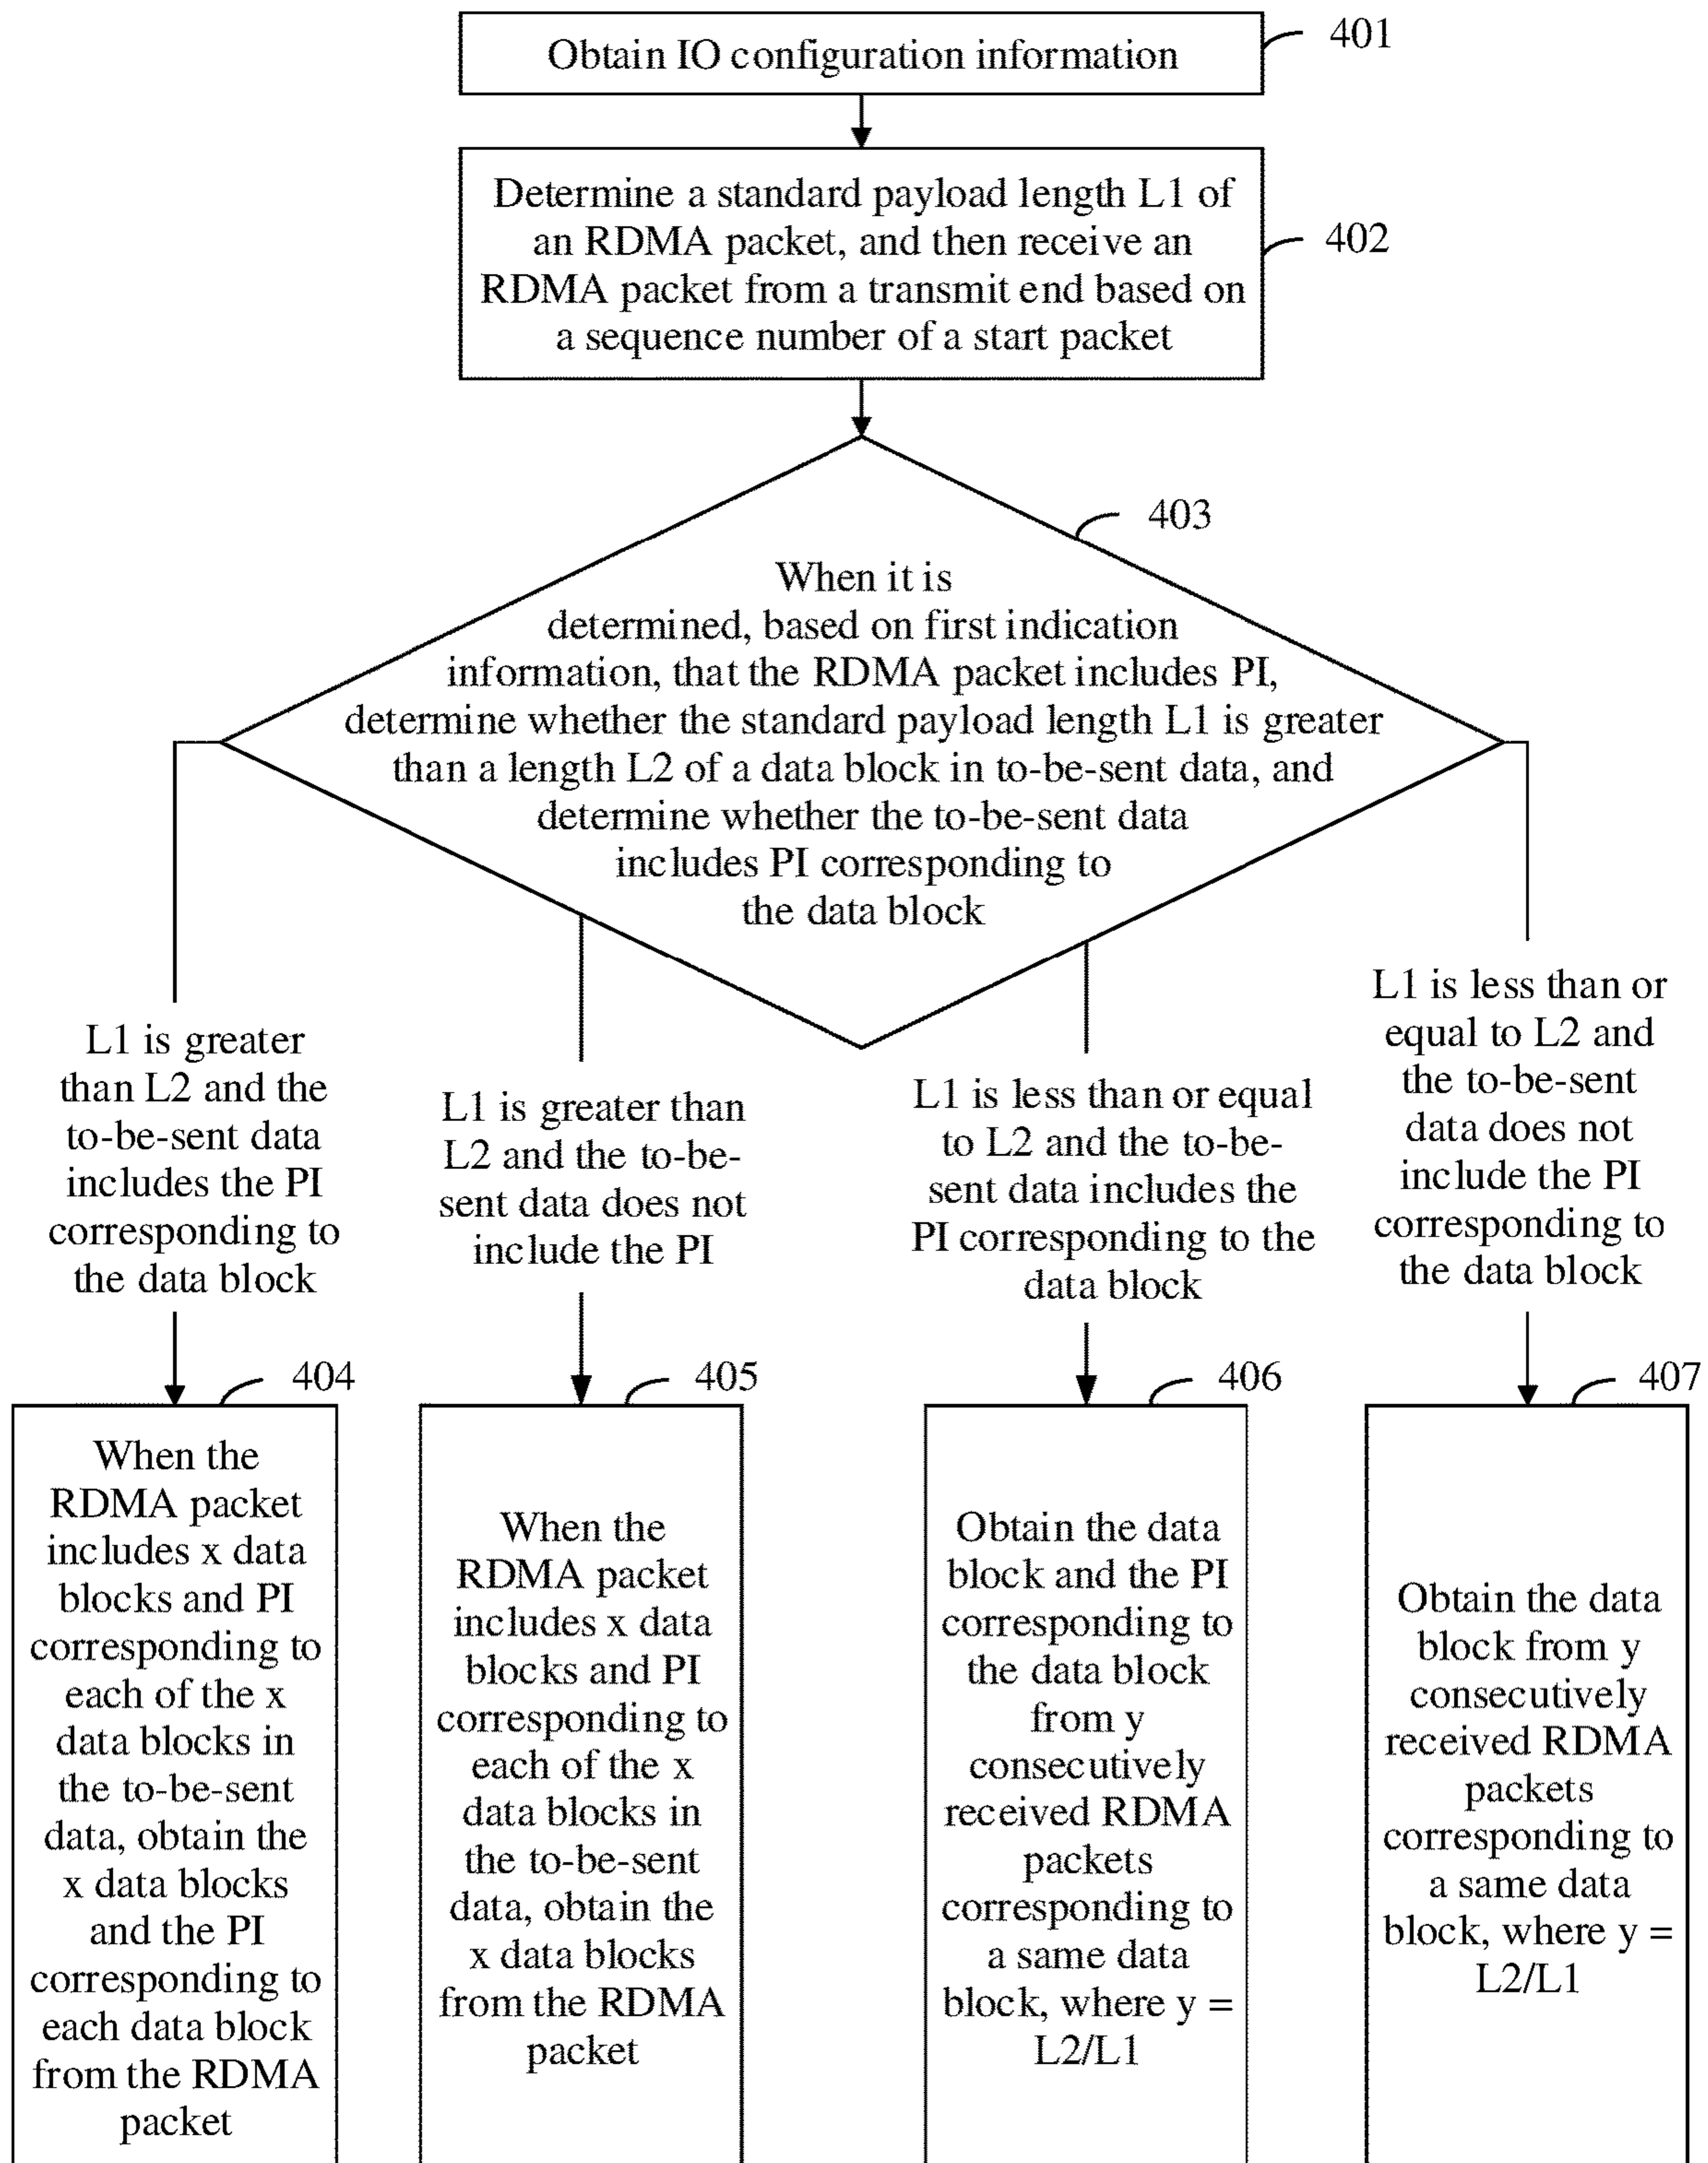 Obtain IO configuration information
401
Determine a standard payload length L1 of
an RDMA packet, and then receive an
RDMA packet from a transmit end based on
a sequence number of a start packet
402
403
When it is
determined, based on first indication
information, that the RDMA packet includes PI,
determine whether the standard payload length L1 is greater
than a length L2 of a data block in to-be-sent data, and
determine whether the to-be-sent data
includes PI corresponding to
the data block
L1 is greater
than L2 and the
to-be-sent data
includes the PI
corresponding to
the data block
L1 is greater than
L2 and the to-be-
sent data does not
include the PI
L1 is less than or equal
to L2 and the to-be-
sent data includes the
PI corresponding to the
data block
L1 is less than or
equal to L2 and
the to-be-sent
data does not
include the PI
corresponding to
the data block
404
When the
RDMA packet
includes x data
blocks and PI
corresponding to
each of the x
data blocks in
the to-be-sent
data, obtain the
x data blocks
and the PI
corresponding to
each data block
from the RDMA
packet
405
When the
RDMA packet
includes x data
blocks and PI
corresponding to
each of the x
data blocks in
the to-be-sent
data, obtain the
x data blocks
from the RDMA
packet
406
Obtain the data
block and the PI
corresponding to
the data block
from y
consecutively
received RDMA
packets
corresponding to
a same data
block, where y =
L2/L1
407
Obtain the data
block from y
consecutively
received RDMA
packets
corresponding to
a same data
block, where y =
L2/L1